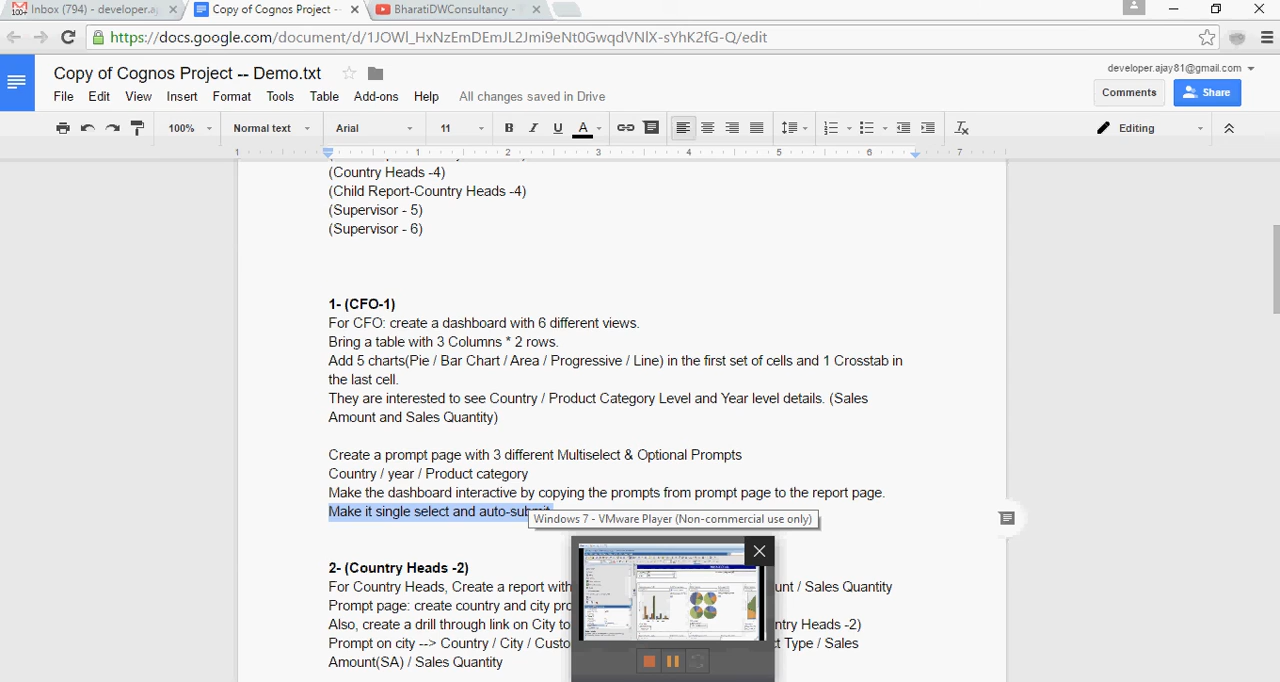 Inbox (794) - developer.aj
Copy of Cognos Project -
BharatiDWConsultancy -
https://docs.google.com/document/d/1JOWl_HxNzEmDEmJL2Jmi9eNt0GwqdVNlX-sYhK2fG-Q/edit
Copy of Cognos Project -- Demo.txt
developer.ajay81@gmail.com
File Edit View Insert Format Tools Table Add-ons Help All changes saved in Drive
Comments
Share
100% Normal text Arial 11 B I U A Editing
1 1 2 3 4 5 6 7
(Country Heads -4)
(Child Report-Country Heads -4)
(Supervisor - 5)
(Supervisor - 6)
1- (CFO-1)
For CFO: create a dashboard with 6 different views.
Bring a table with 3 Columns * 2 rows.
Add 5 charts(Pie / Bar Chart / Area / Progressive / Line) in the first set of cells and 1 Crosstab in
the last cell.
They are interested to see Country / Product Category Level and Year level details. (Sales
Amount and Sales Quantity)
Create a prompt page with 3 different Multiselect & Optional Prompts
Country / year / Product category
Make the dashboard interactive by copying the prompts from prompt page to the report page.
Make it single select and auto-submit
Windows 7 - VMware Player (Non-commercial use only)
2- (Country Heads -2)
For Country Heads, Create a report with unt / Sales Quantity
Prompt page: create country and city pro
Also, create a drill through link on City to ntry Heads -2)
Prompt on city --> Country / City / Custo t Type / Sales
Amount(SA) / Sales Quantity